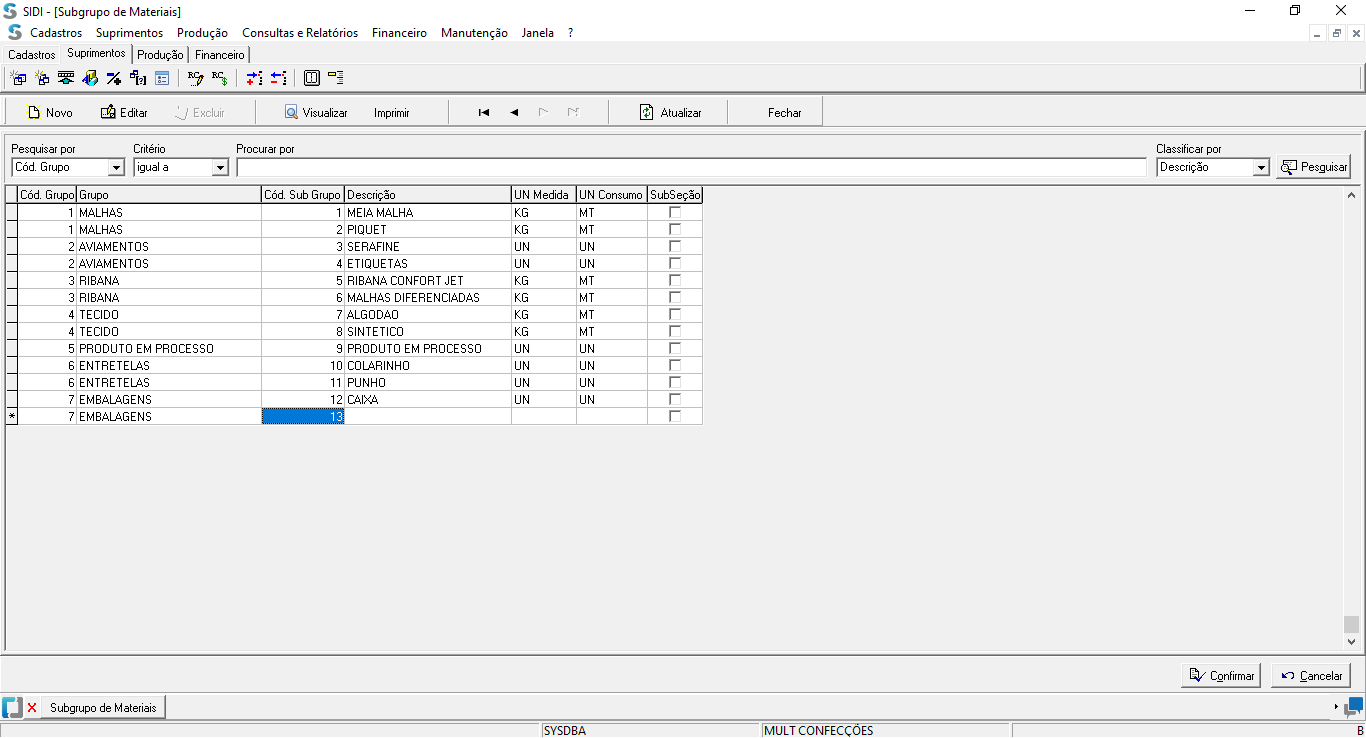 SIDI - [Subgrupo de Materiais]
Cadastros Suprimentos Produção Consultas e Relatórios Financeiro Manutenção Janela ?
Cadastros Suprimentos Produção Financeiro
Novo Editar Excluir Visualizar Imprimir Atualizar Fechar
Pesquisar por Critério Procurar por Classificar por
Cód. Grupo igual a Descrição Pesquisar
Cód. Grupo Grupo Cód. Sub Grupo Descrição UN Medida UN Consumo SubSeção
1 MALHAS 1 MEIA MALHA KG MT
1 MALHAS 2 PIQUET KG MT
2 AVIAMENTOS 3 SERAFINE UN UN
2 AVIAMENTOS 4 ETIQUETAS UN UN
3 RIBANA 5 RIBANA CONFORT JET KG MT
3 RIBANA 6 MALHAS DIFERENCIADAS KG MT
4 TECIDO 7 ALGODAO KG MT
4 TECIDO 8 SINTETICO KG MT
5 PRODUTO EM PROCESSO 9 PRODUTO EM PROCESSO UN UN
6 ENTRETELAS 10 COLARINHO UN UN
6 ENTRETELAS 11 PUNHO UN UN
7 EMBALAGENS 12 CAIXA UN UN
* 7 EMBALAGENS 13
Confirmar Cancelar
Subgrupo de Materiais
SYSDBA MULT CONFECÇÕES B